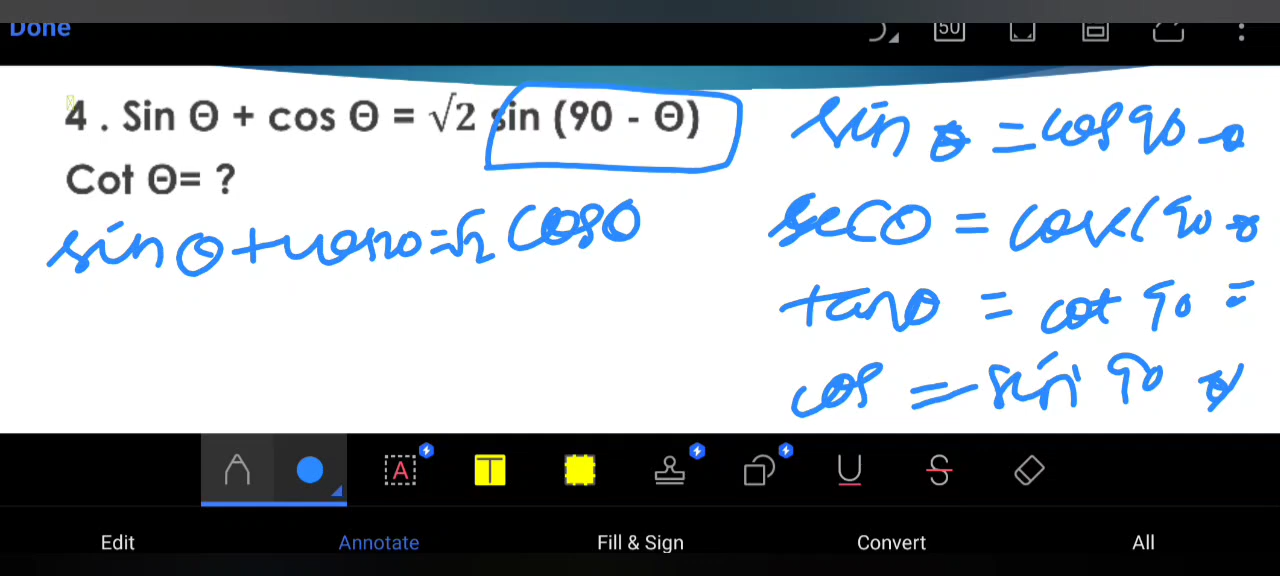 Done
50
4 . Sin Θ + cos Θ = √2 sin (90 - Θ)
Cot Θ= ?
sin θ + cos θ = √2 cos θ
sin θ = cos 90 - θ
sec θ = cosec (90 - θ
tan θ = cot 90 =
cos = sin 90 θ
A
T
U
S
Edit
Annotate
Fill & Sign
Convert
All